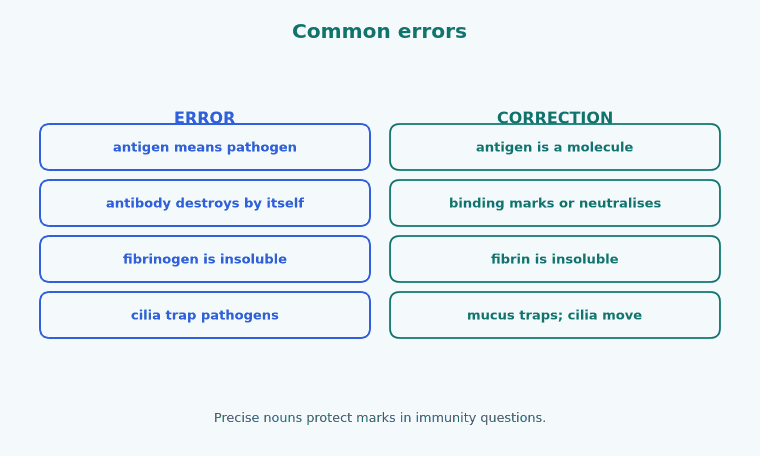 Common errors
ERROR
CORRECTION
antigen means pathogen
antigen is a molecule
antibody destroys by itself
binding marks or neutralises
fibrinogen is insoluble
fibrin is insoluble
cilia trap pathogens
mucus traps; cilia move
Precise nouns protect marks in immunity questions.